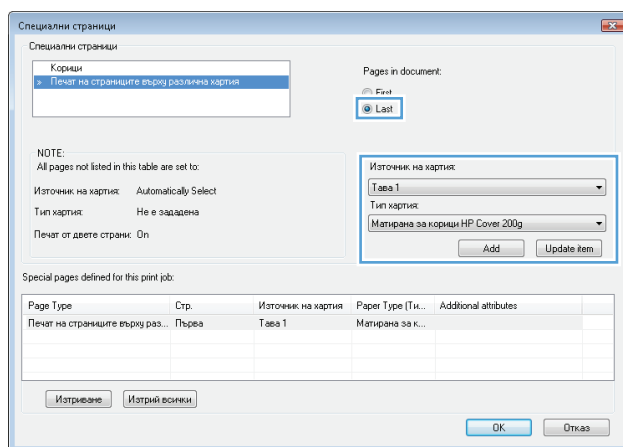 Специални страници
Специални страници
Корици
» Печат на страниците върху различна хартия
Pages in document:
First
Last
NOTE:
All pages not listed in this table are set to:
Източник на хартия: Automatically Select
Тип хартия: Не е зададена
Печат от двете страни: On
Източник на хартия:
Тава 1
Тип хартия:
Матирана за корици HP Cover 200g
Add Update item
Special pages defined for this print job:
Page Type Стр. Източник на хартия Paper Type (Ти... Additional attributes
Печат на страниците върху раз... Първа Тава 1 Матирана за к...
Изтриване Изтрий всички
OK Отказ